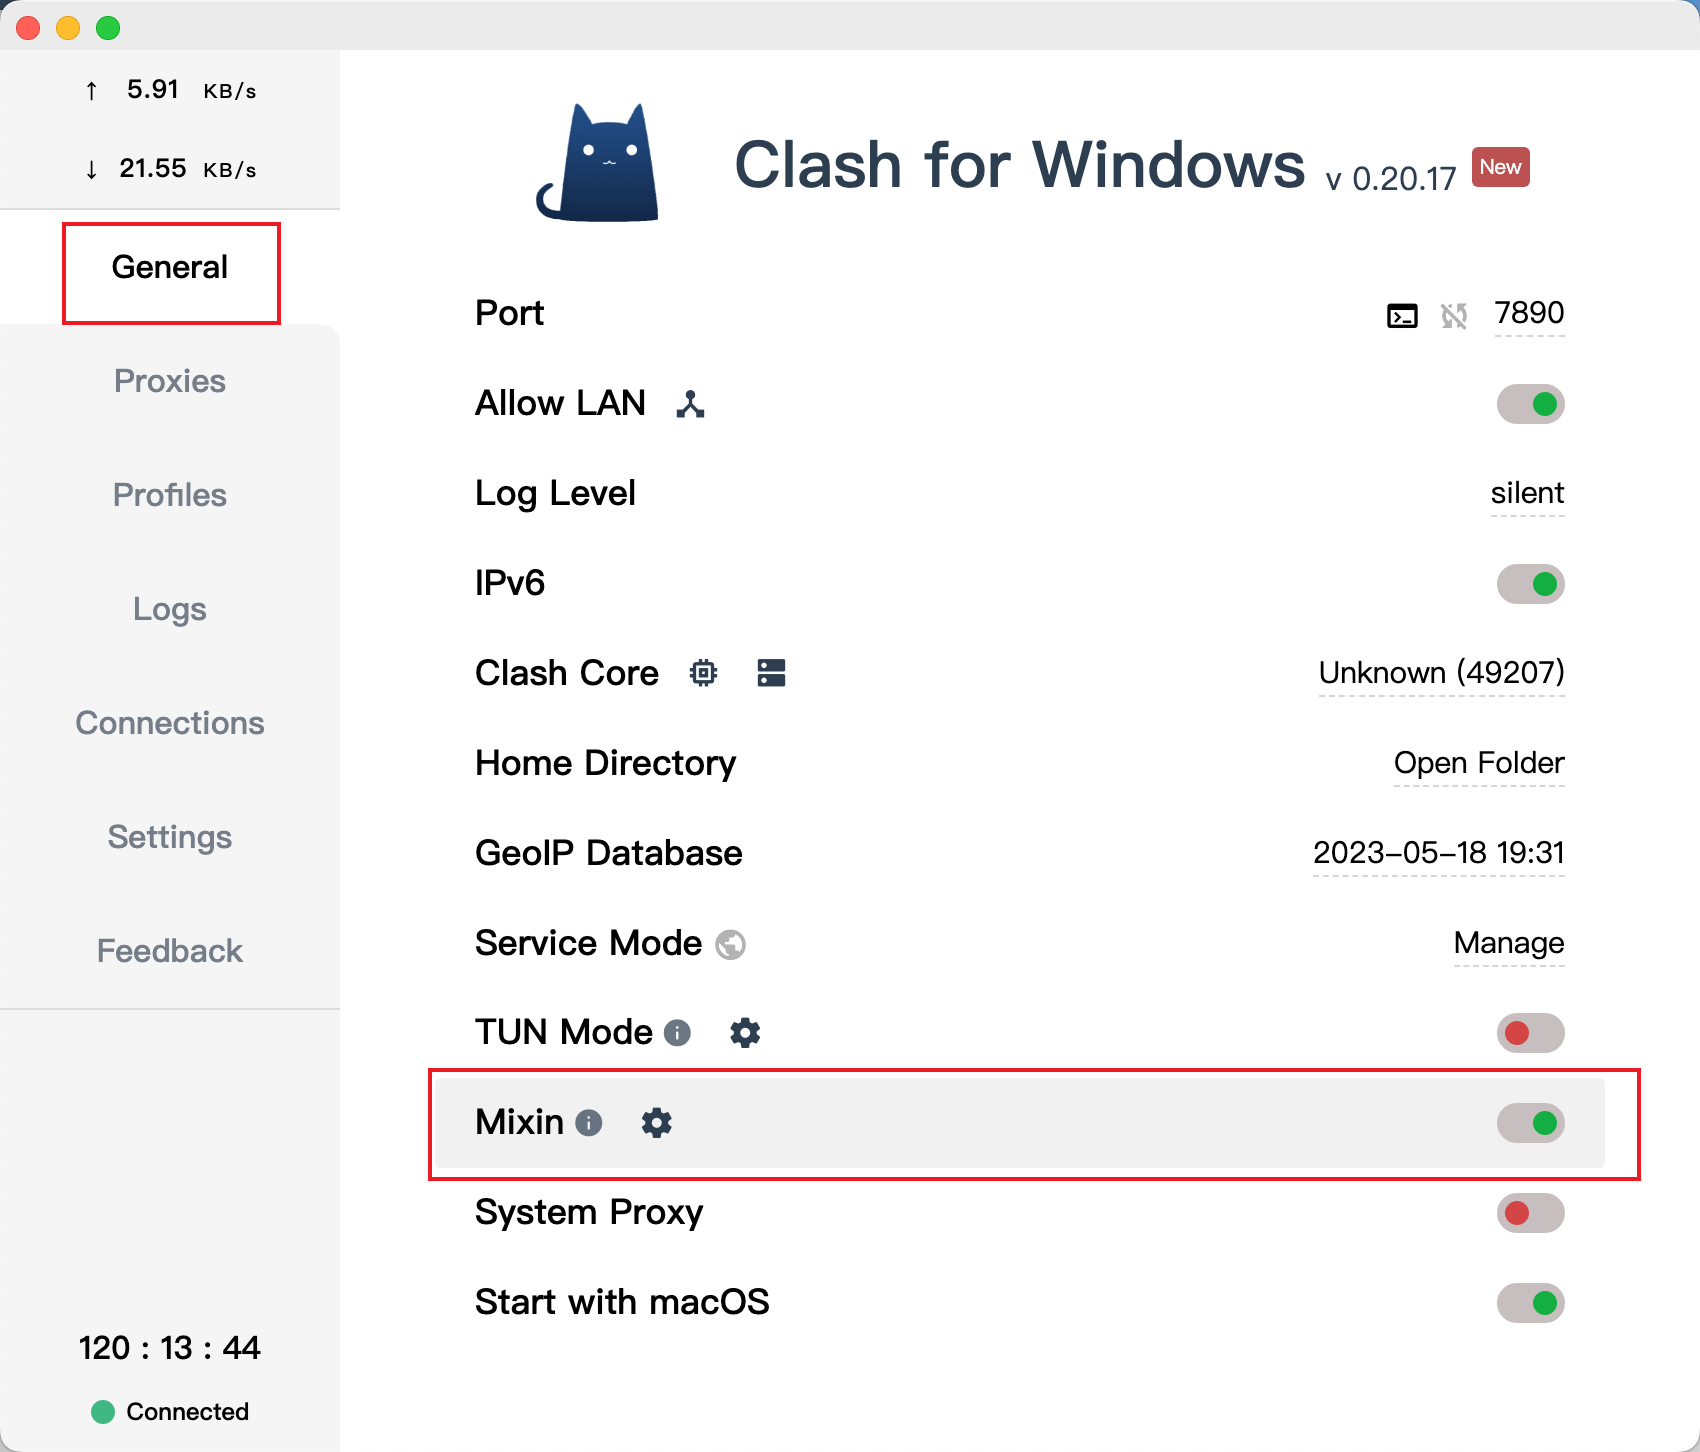 ↑ 5.91 KB/s
↓ 21.55 KB/s
General
Proxies
Profiles
Logs
Connections
Settings
Feedback
120 : 13 : 44
Connected
Clash for Windows v 0.20.17 New
Port 7890
Allow LAN
Log Level silent
IPv6
Clash Core Unknown (49207)
Home Directory Open Folder
GeoIP Database 2023-05-18 19:31
Service Mode Manage
TUN Mode
Mixin
System Proxy
Start with macOS